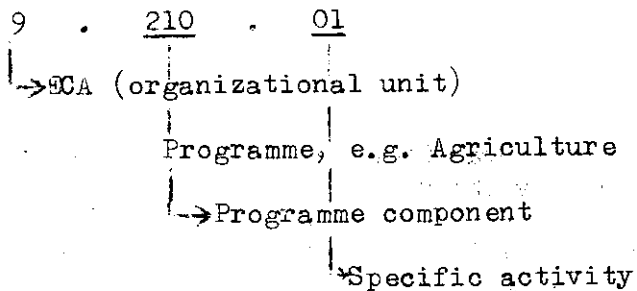 9 . 210 . 01
ECA (organizational unit)
Programme, e.g. Agriculture
Programme component
Specific activity